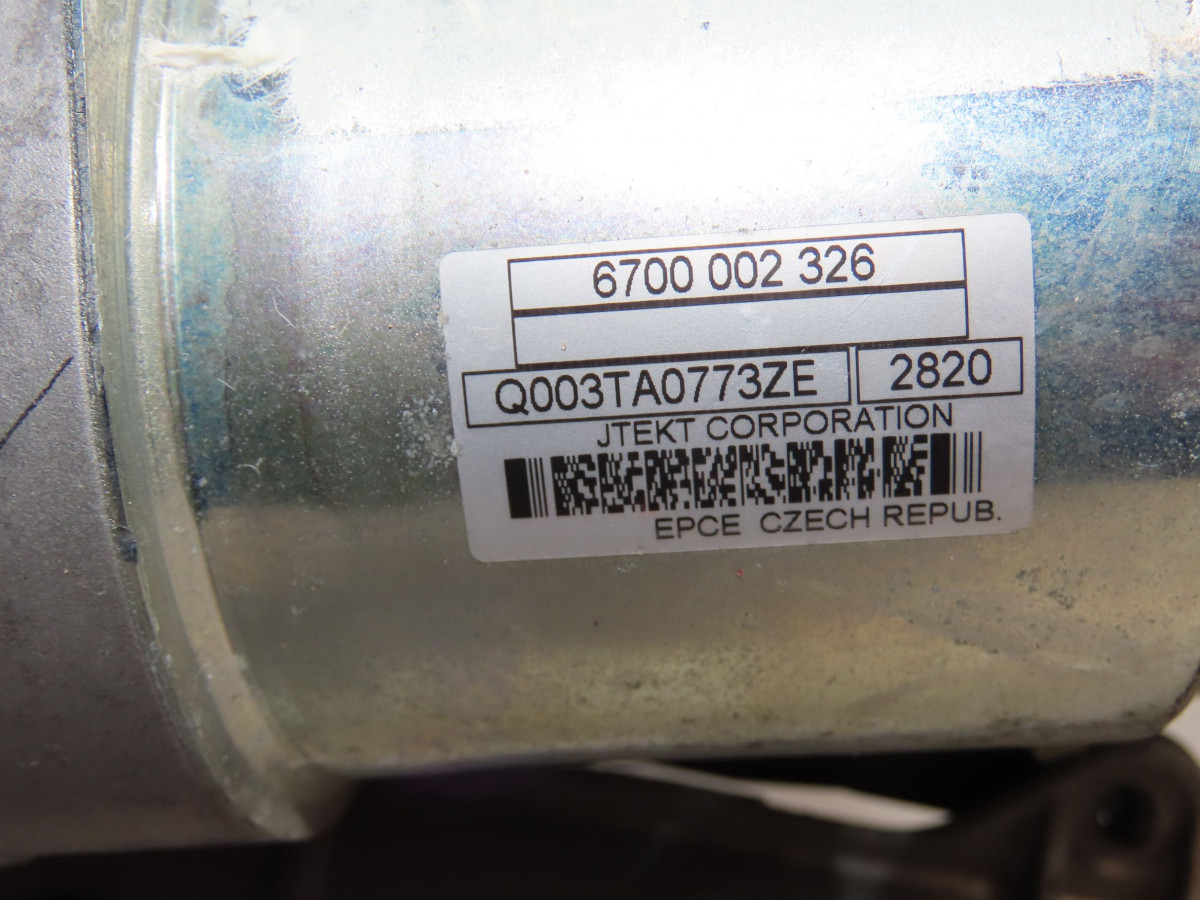 6700 002 326
Q003TA0773ZE 2820
JTEKT CORPORATION
EPCE CZECH REPUB.